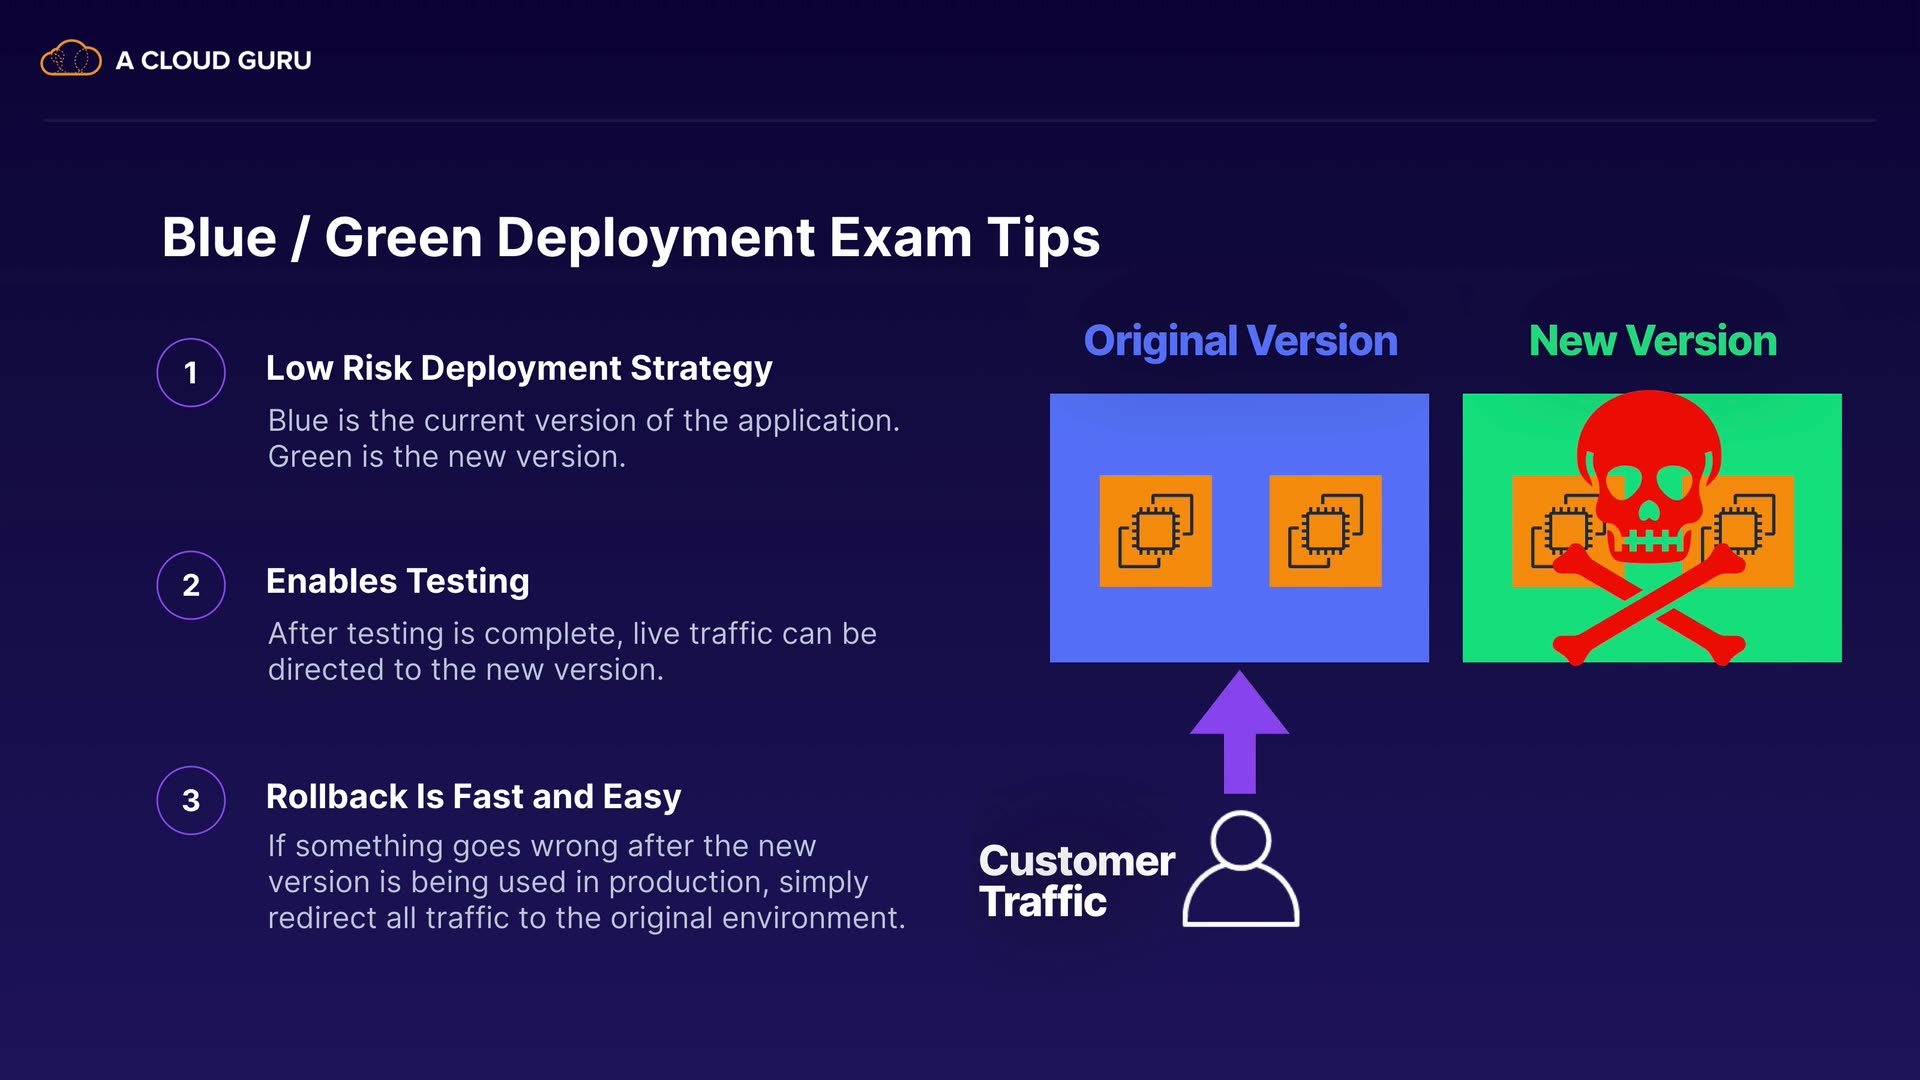 A CLOUD GURU
Blue / Green Deployment Exam Tips
1
Low Risk Deployment Strategy
Blue is the current version of the application.
Green is the new version.
2
Enables Testing
After testing is complete, live traffic can be
directed to the new version.
3
Rollback Is Fast and Easy
If something goes wrong after the new
version is being used in production, simply
redirect all traffic to the original environment.
Original Version
New Version
Customer
Traffic